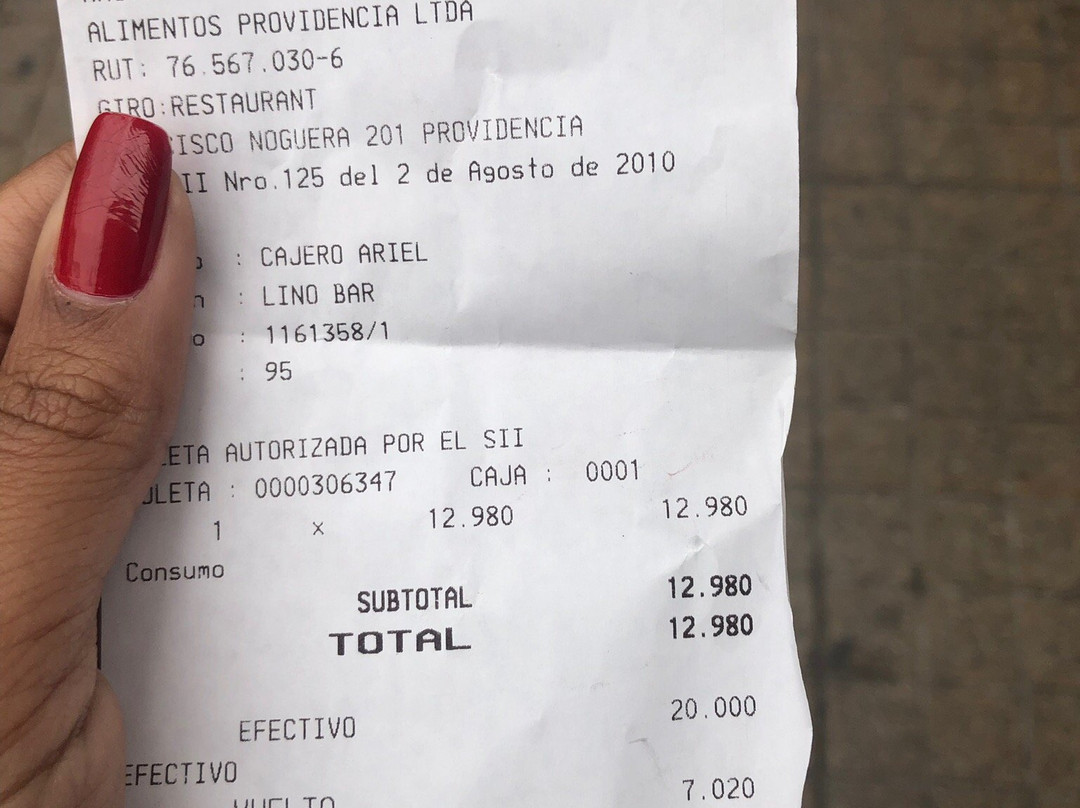 ALIMENTOS PROVIDENCIA LTDA
RUT: 76.567.030-6
GIRO:RESTAURANT
ISCO NOGUERA 201 PROVIDENCIA
II Nro.125 del 2 de Agosto de 2010
: CAJERO ARIEL
: LINO BAR
o : 1161358/1
: 95
LETA AUTORIZADA POR EL SII
OLETA : 0000306347 CAJA : 0001
1 x 12.980 12.980
Consumo
SUBTOTAL 12.980
TOTAL 12.980
EFECTIVO 20.000
EFECTIVO
VUELTO 7.020